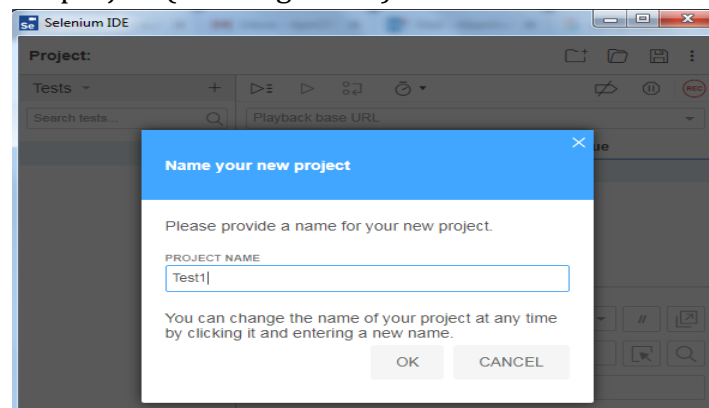 Selenium IDE
Project:
Tests
Search tests...
Playback base URL
ue
Name your new project
Please provide a name for your new project.
PROJECT NAME
Test1
You can change the name of your project at any time
by clicking it and entering a new name.
OK CANCEL
REC
//